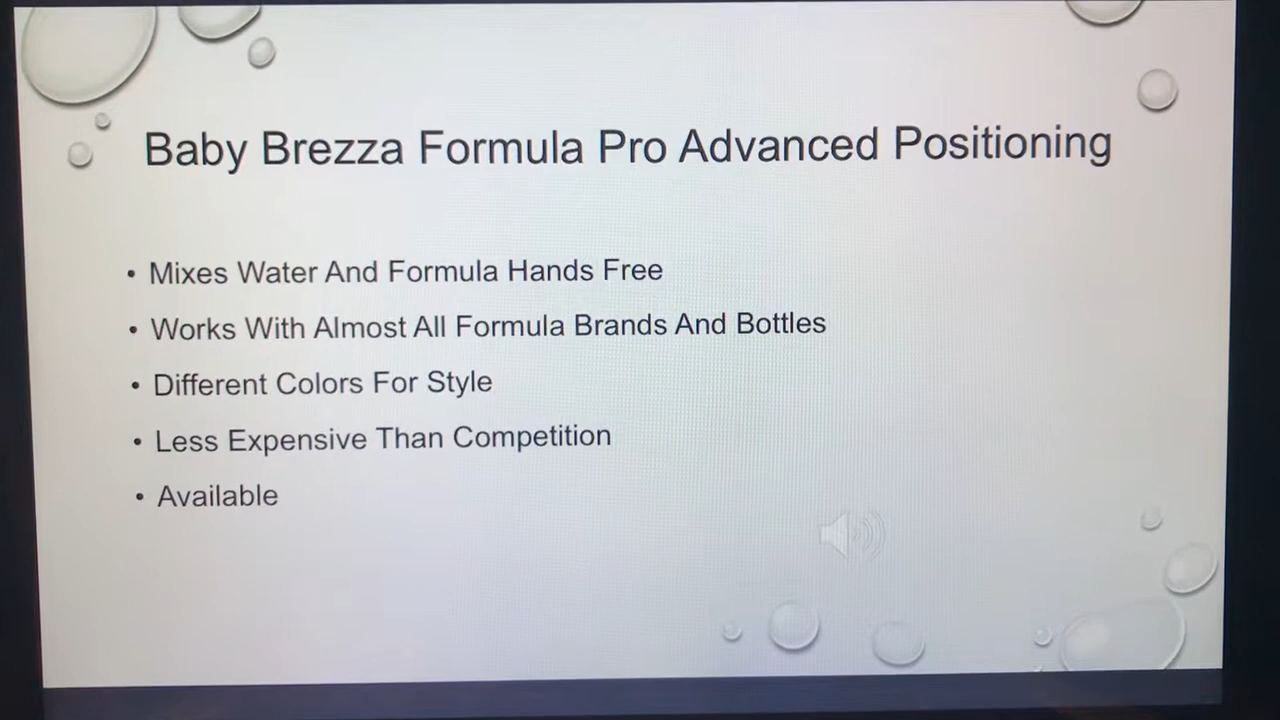 Baby Brezza Formula Pro Advanced Positioning
• Mixes Water And Formula Hands Free
• Works With Almost All Formula Brands And Bottles
• Different Colors For Style
• Less Expensive Than Competition
• Available